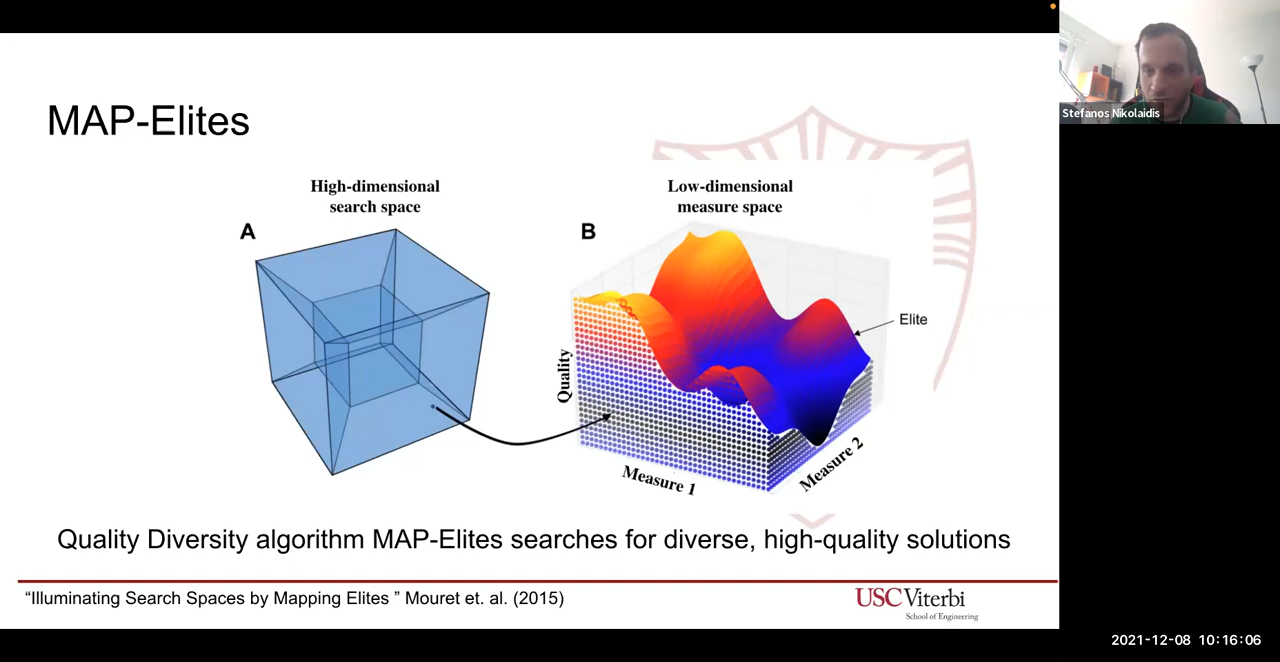 MAP-Elites
High-dimensional
search space
Low-dimensional
measure space
A
B
Elite
Quality
Measure 1
Measure 2
Quality Diversity algorithm MAP-Elites searches for diverse, high-quality solutions
“Illuminating Search Spaces by Mapping Elites ” Mouret et. al. (2015)
USC Viterbi
School of Engineering
Stefanos Nikolaidis
2021-12-08 10:16:06